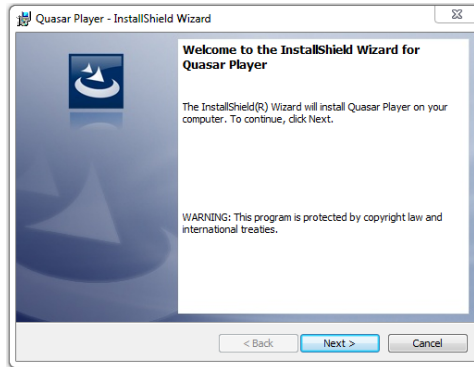 Quasar Player - InstallShield Wizard
Welcome to the InstallShield Wizard for
Quasar Player
The InstallShield(R) Wizard will install Quasar Player on your
computer. To continue, click Next.
WARNING: This program is protected by copyright law and
international treaties.
< Back
Next >
Cancel